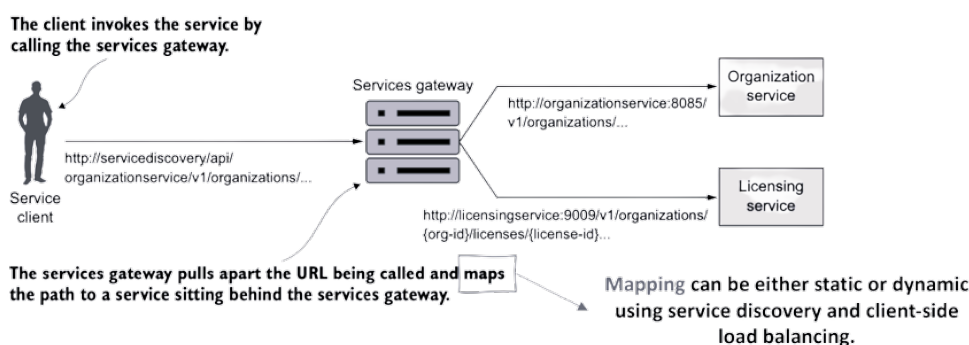 The client invokes the service by
calling the services gateway.
Services gateway
Organization
service
http://organizationservice:8085/
v1/organizations/...
http://servicediscovery/api/
organizationservice/v1/organizations/...
Service
client
Licensing
service
http://licensingservice:9009/v1/organizations/
{org-id}/licenses/{license-id}...
The services gateway pulls apart the URL being called and maps
the path to a service sitting behind the services gateway.
Mapping can be either static or dynamic
using service discovery and client-side
load balancing.